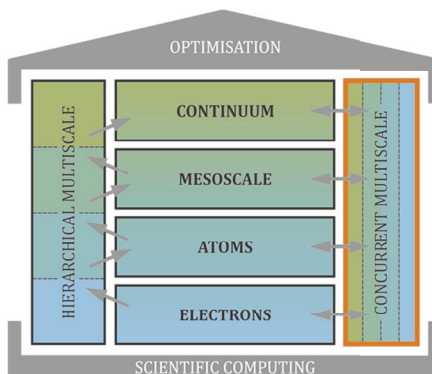 OPTIMISATION
HIERARCHICAL MULTISCALE
CONTINUUM
MESOSCALE
ATOMS
ELECTRONS
CONCURRENT MULTISCALE
SCIENTIFIC COMPUTING